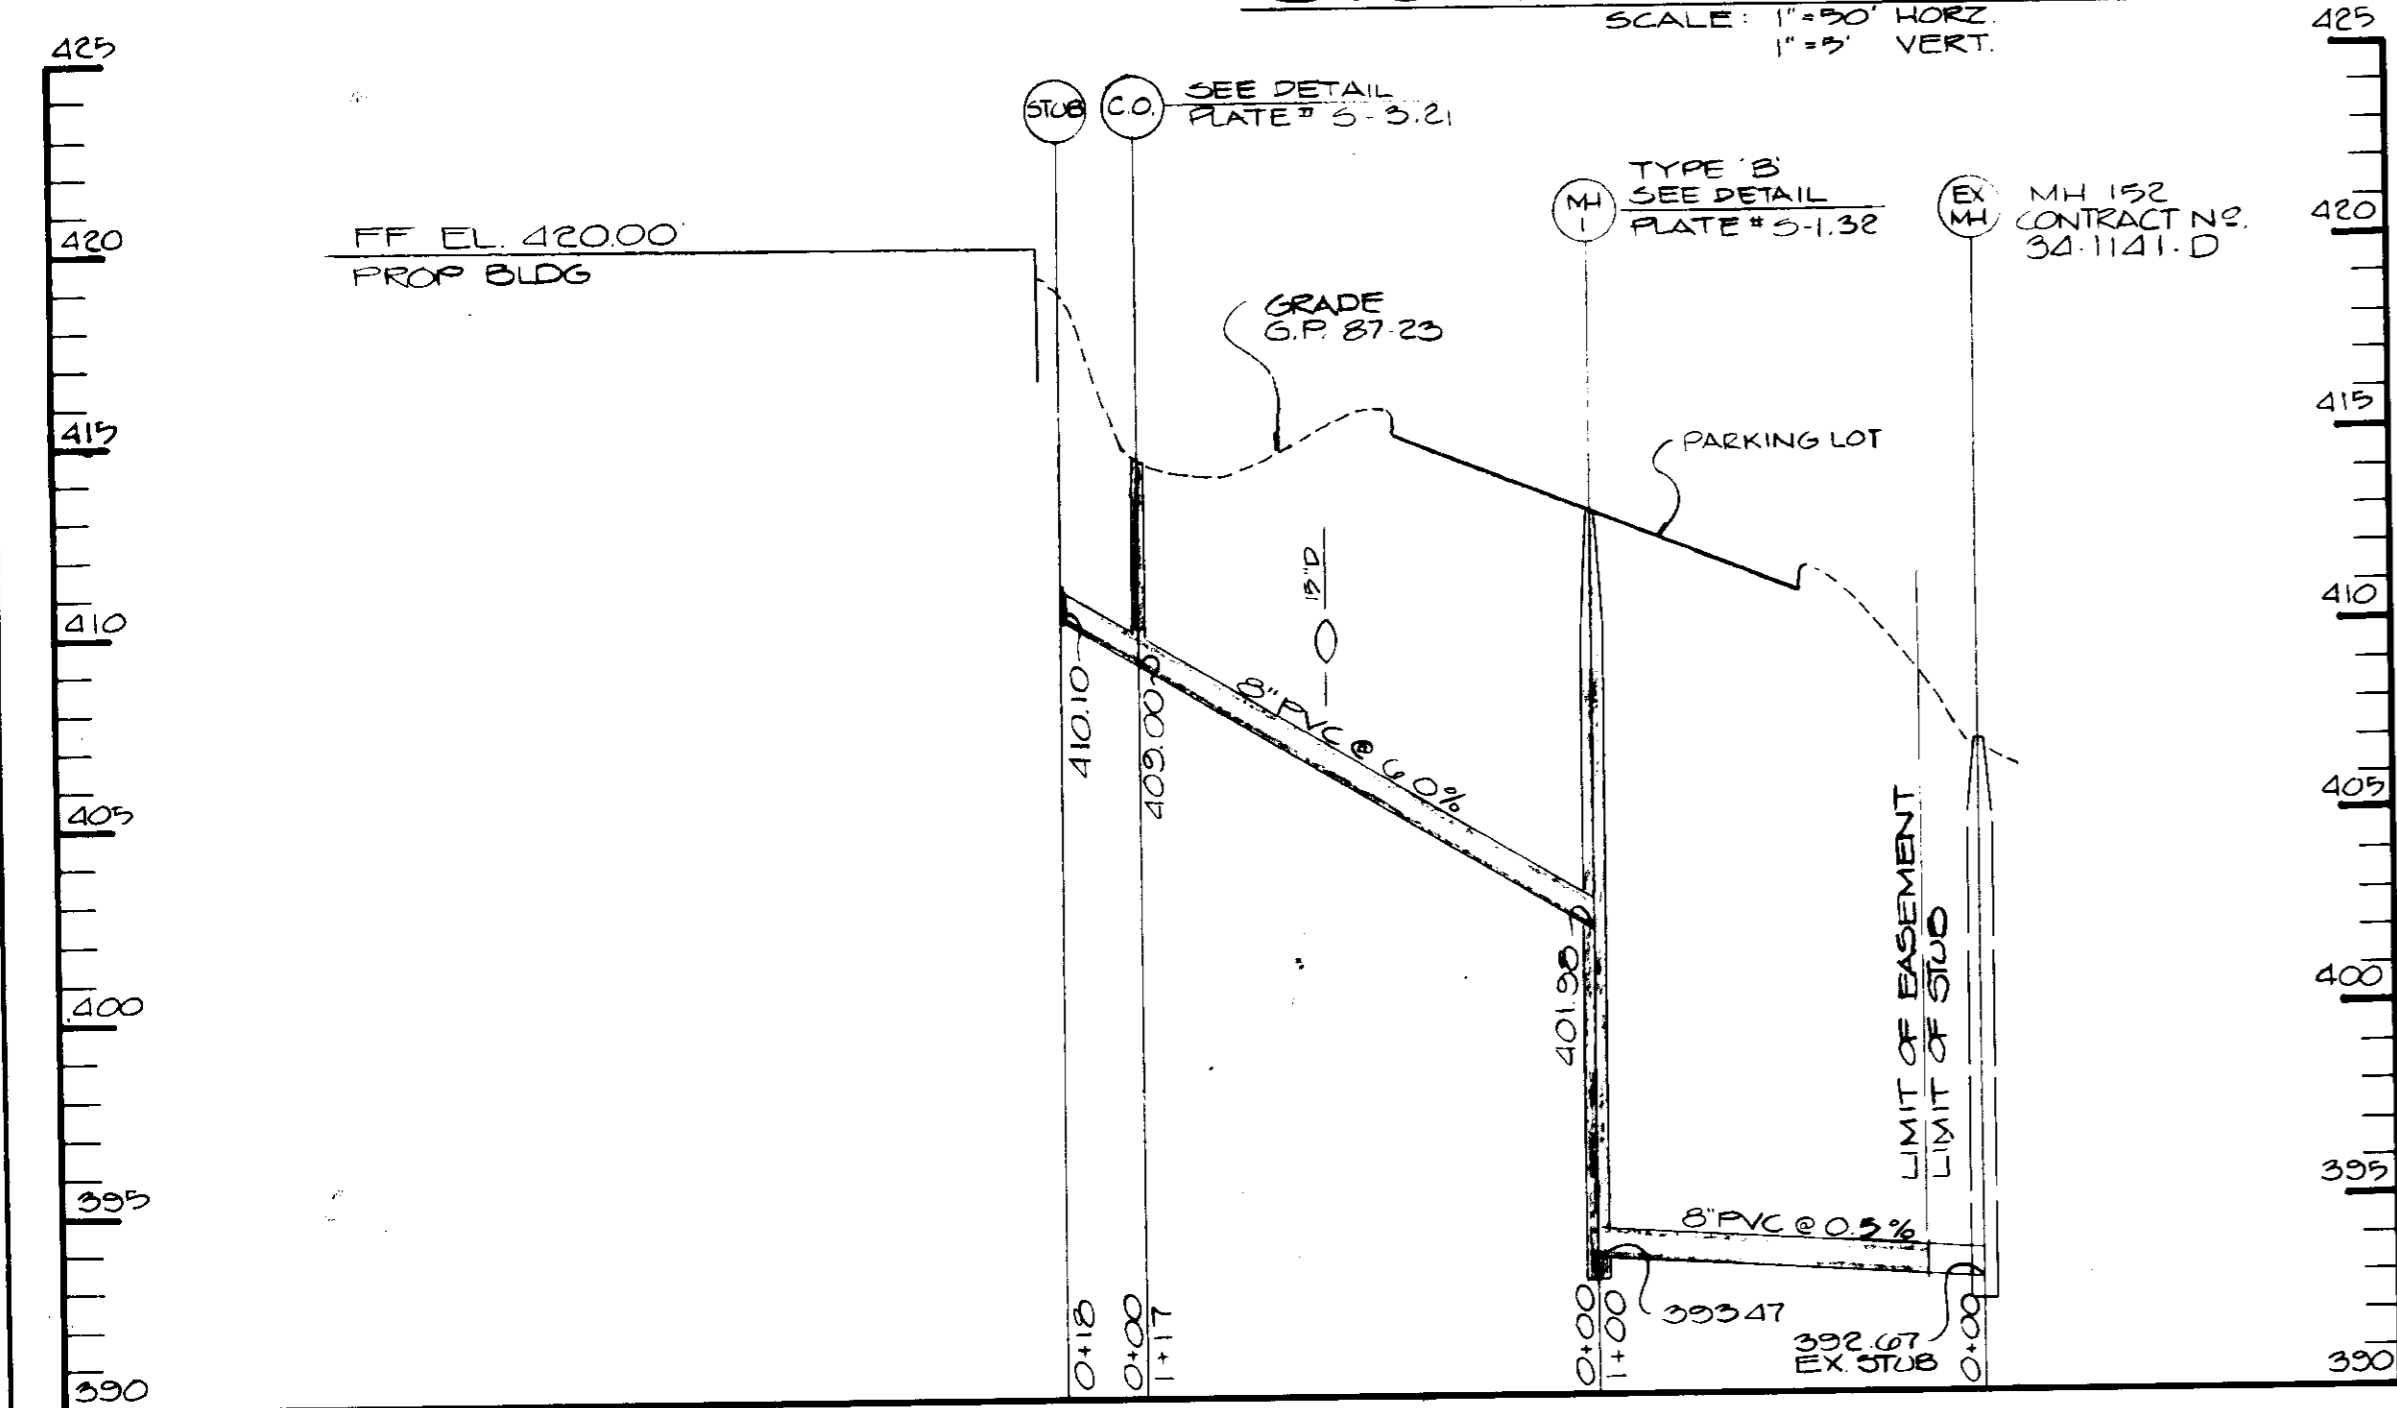 SCALE: 1"=50' HORZ.
1"=5' VERT.
425
425
STUB
C.O.
SEE DETAIL
PLATE # S-3.21
TYPE 'B'
SEE DETAIL
PLATE # S-1.32
MH
1
EX
MH
MH 152
CONTRACT Nº.
34.1141.D
420
420
FF EL. 420.00
PROP BLDG
GRADE
G.P. 87-23
415
415
PARKING LOT
15"D
410
410
410.10
409.00
8" PVC @ 6.0%
405
405
LIMIT OF EASEMENT
LIMIT OF STUB
401.98
400
400
395
395
8" PVC @ 0.5%
393.47
392.67
EX. STUB
0+18
0+00
1+17
0+00
1+00
0+00
390
390